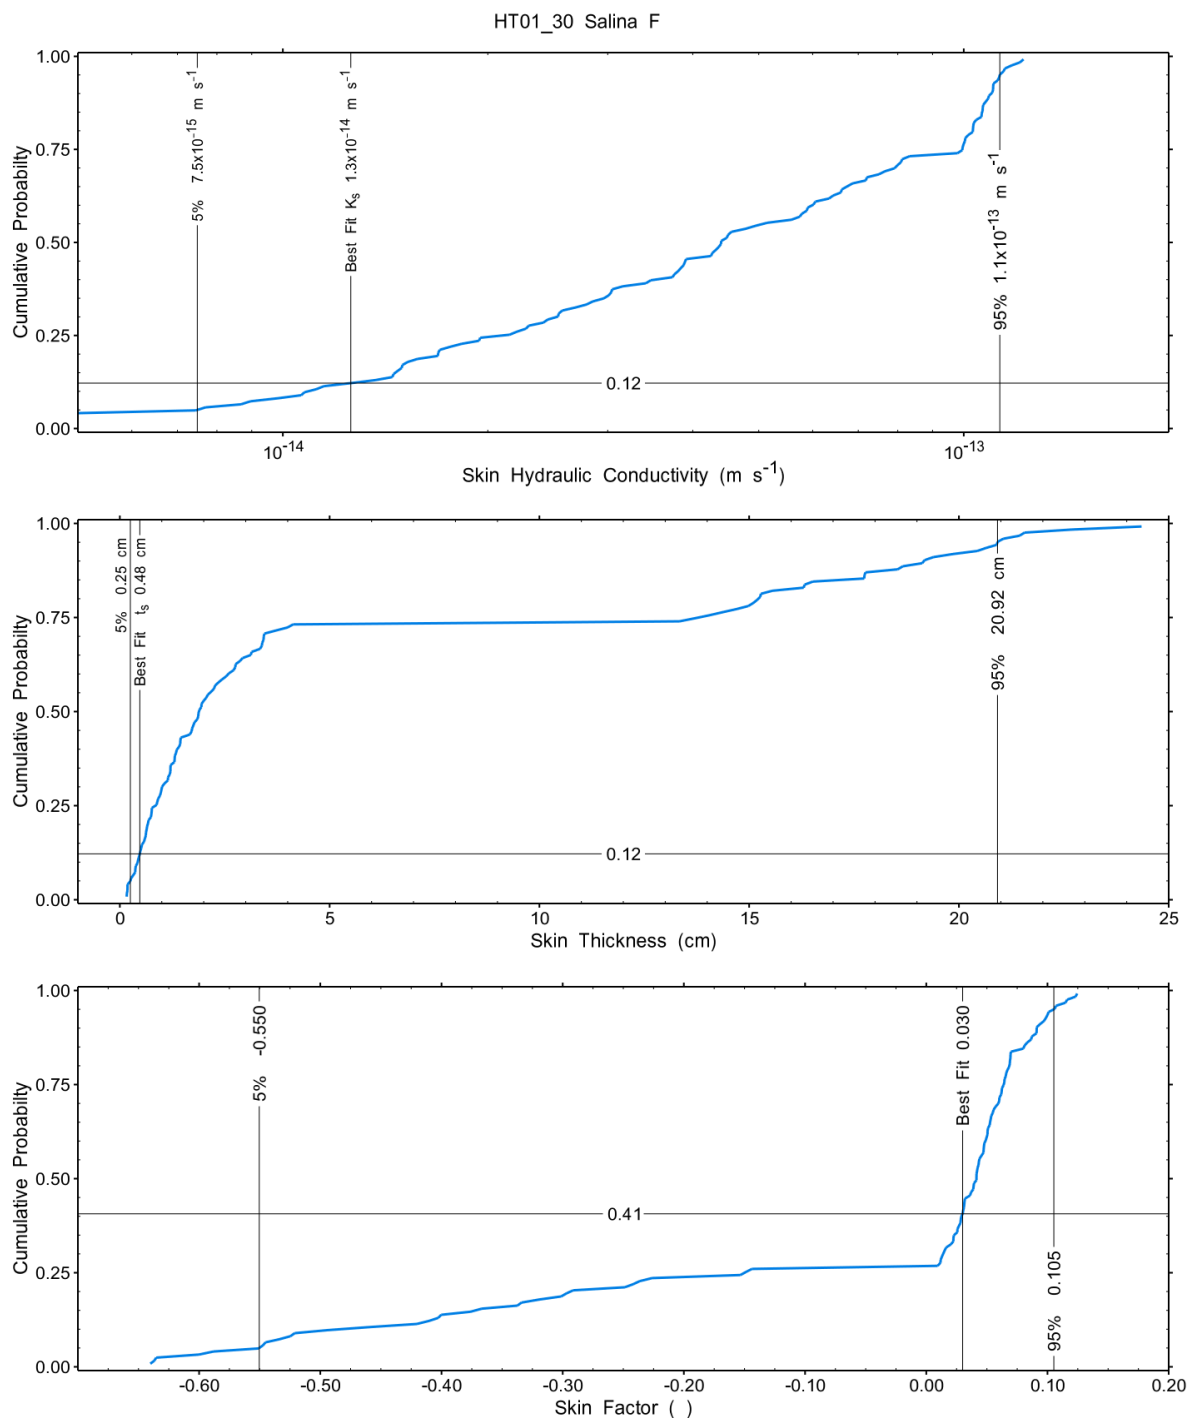 HT01_30 Salina F
Cumulative Probabilty
1.00
0.75
0.50
0.25
0.00
5% 7.5x10-15 m s-1
Best Fit Ks 1.3x10-14 m s-1
95% 1.1x10-13 m s-1
0.12
10-14
10-13
Skin Hydraulic Conductivity (m s-1)
Cumulative Probabilty
1.00
0.75
0.50
0.25
0.00
5% 0.25 cm
Best Fit ts 0.48 cm
95% 20.92 cm
0.12
0 5 10 15 20 25
Skin Thickness (cm)
Cumulative Probabilty
1.00
0.75
0.50
0.25
0.00
5% -0.550
Best Fit 0.030
95% 0.105
0.41
-0.60 -0.50 -0.40 -0.30 -0.20 -0.10 0.00 0.10 0.20
Skin Factor ( )